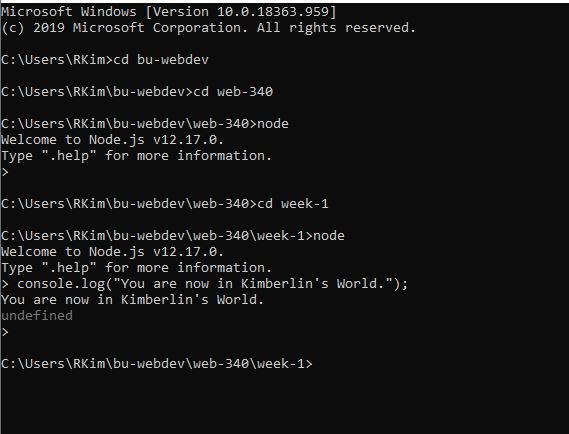 Microsoft Windows [Version 10.0.18363.959]
(c) 2019 Microsoft Corporation. All rights reserved.
C:\Users\RKim>cd bu-webdev
C:\Users\RKim\bu-webdev>cd web-340
C:\Users\RKim\bu-webdev\web-340>node
Welcome to Node.js v12.17.0.
Type ".help" for more information.
>
C:\Users\RKim\bu-webdev\web-340>cd week-1
C:\Users\RKim\bu-webdev\web-340\week-1>node
Welcome to Node.js v12.17.0.
Type ".help" for more information.
> console.log("You are now in Kimberlin's World.");
You are now in Kimberlin's World.
undefined
>
C:\Users\RKim\bu-webdev\web-340\week-1>